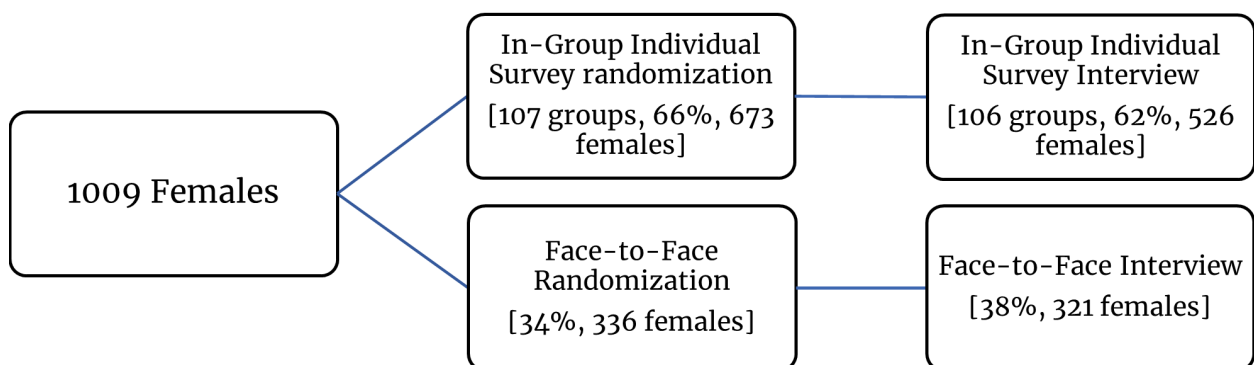 1009 Females
In-Group Individual
Survey randomization
[107 groups, 66%, 673
females]
In-Group Individual
Survey Interview
[106 groups, 62%, 526
females]
Face-to-Face
Randomization
[34%, 336 females]
Face-to-Face Interview
[38%, 321 females]